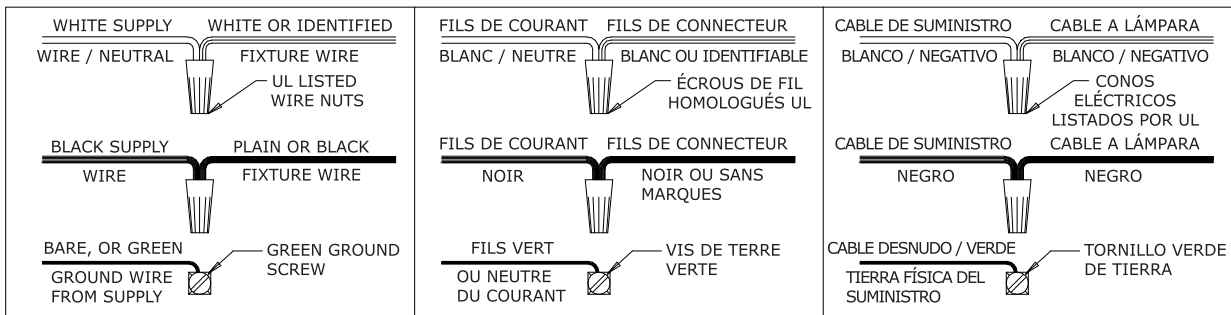 WHITE SUPPLY WHITE OR IDENTIFIED
WIRE / NEUTRAL FIXTURE WIRE
UL LISTED
WIRE NUTS
BLACK SUPPLY PLAIN OR BLACK
WIRE FIXTURE WIRE
BARE, OR GREEN
GROUND WIRE
FROM SUPPLY
GREEN GROUND
SCREW
FILS DE COURANT FILS DE CONNECTEUR
BLANC / NEUTRE BLANC OU IDENTIFIABLE
ÉCROUS DE FIL
HOMOLOGUÉS UL
FILS DE COURANT FILS DE CONNECTEUR
NOIR NOIR OU SANS
MARQUES
FILS VERT
OU NEUTRE
DU COURANT
VIS DE TERRE
VERTE
CABLE DE SUMINISTRO CABLE A LÁMPARA
BLANCO / NEGATIVO BLANCO / NEGATIVO
CONOS
ELÉCTRICOS
LISTADOS POR UL
CABLE DE SUMINISTRO CABLE A LÁMPARA
NEGRO NEGRO
CABLE DESNUDO / VERDE
TIERRA FÍSICA DEL
SUMINISTRO
TORNILLO VERDE
DE TIERRA